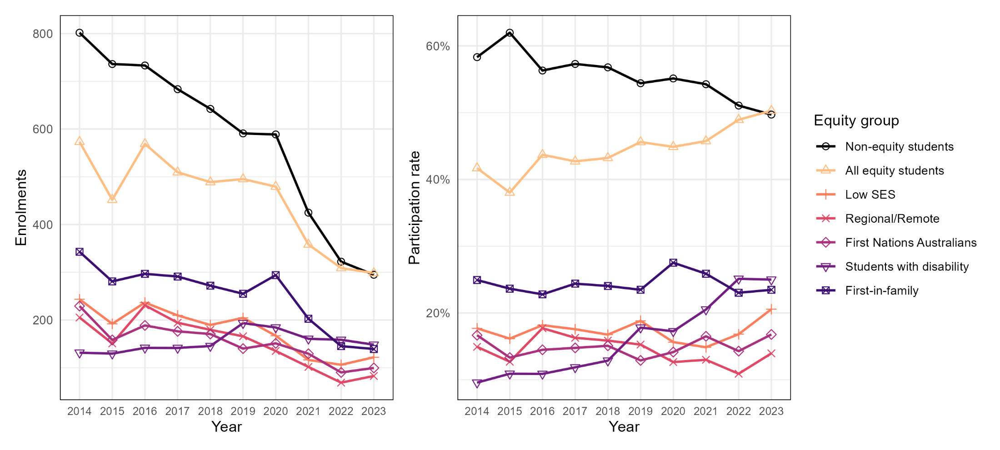 800
600
400
200
Enrolments
2014 2015 2016 2017 2018 2019 2020 2021 2022 2023
Year
60%
40%
20%
Participation rate
2014 2015 2016 2017 2018 2019 2020 2021 2022 2023
Year
Equity group
Non-equity students
All equity students
Low SES
Regional/Remote
First Nations Australians
Students with disability
First-in-family